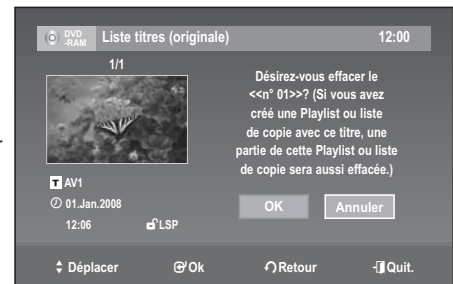 DVD
-RAM
Liste titres (originale)
12:00
1/1
Désirez-vous effacer le
<<n° 01>>? (Si vous avez
créé une Playlist ou liste
de copie avec ce titre, une
partie de cette Playlist ou liste
de copie sera aussi effacée.)
T AV1
01.Jan.2008
12:06 LSP
OK Annuler
Déplacer Ok Retour Quit.